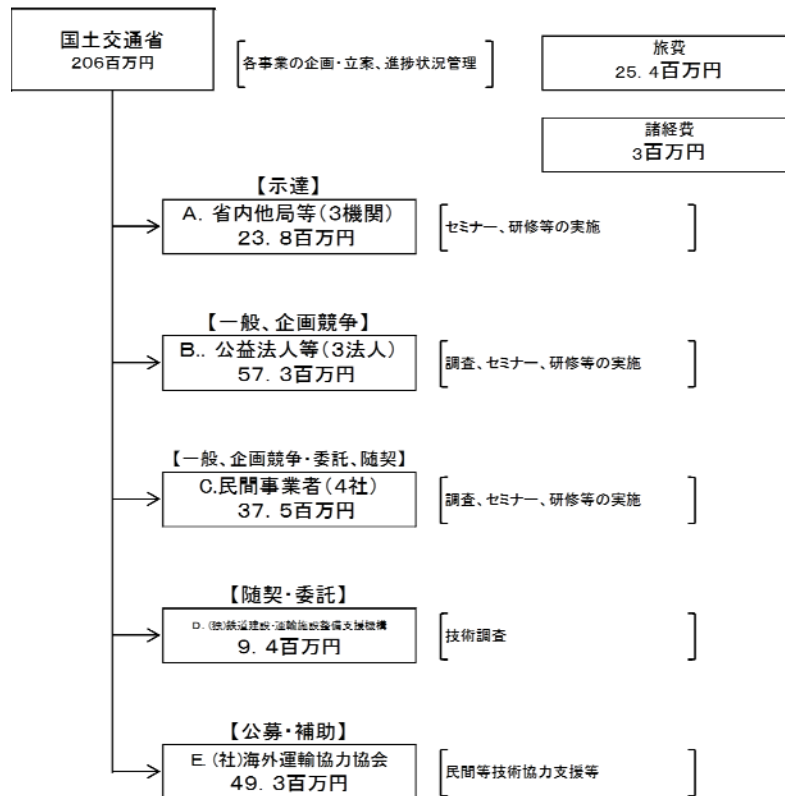 国土交通省
206百万円
各事業の企画・立案、進捗状況管理
旅費
25.4百万円
諸経費
3百万円
【示達】
A. 省内他局等(3機関)
23.8百万円
セミナー、研修等の実施
【一般、企画競争】
B.. 公益法人等(3法人)
57.3百万円
調査、セミナー、研修等の実施
【一般、企画競争・委託、随契】
C.民間事業者(4社)
37.5百万円
調査、セミナー、研修等の実施
【随契・委託】
D.(独)鉄道建設・運輸施設整備支援機構
9.4百万円
技術調査
【公募・補助】
E.(社)海外運輸協力協会
49.3百万円
民間等技術協力支援等